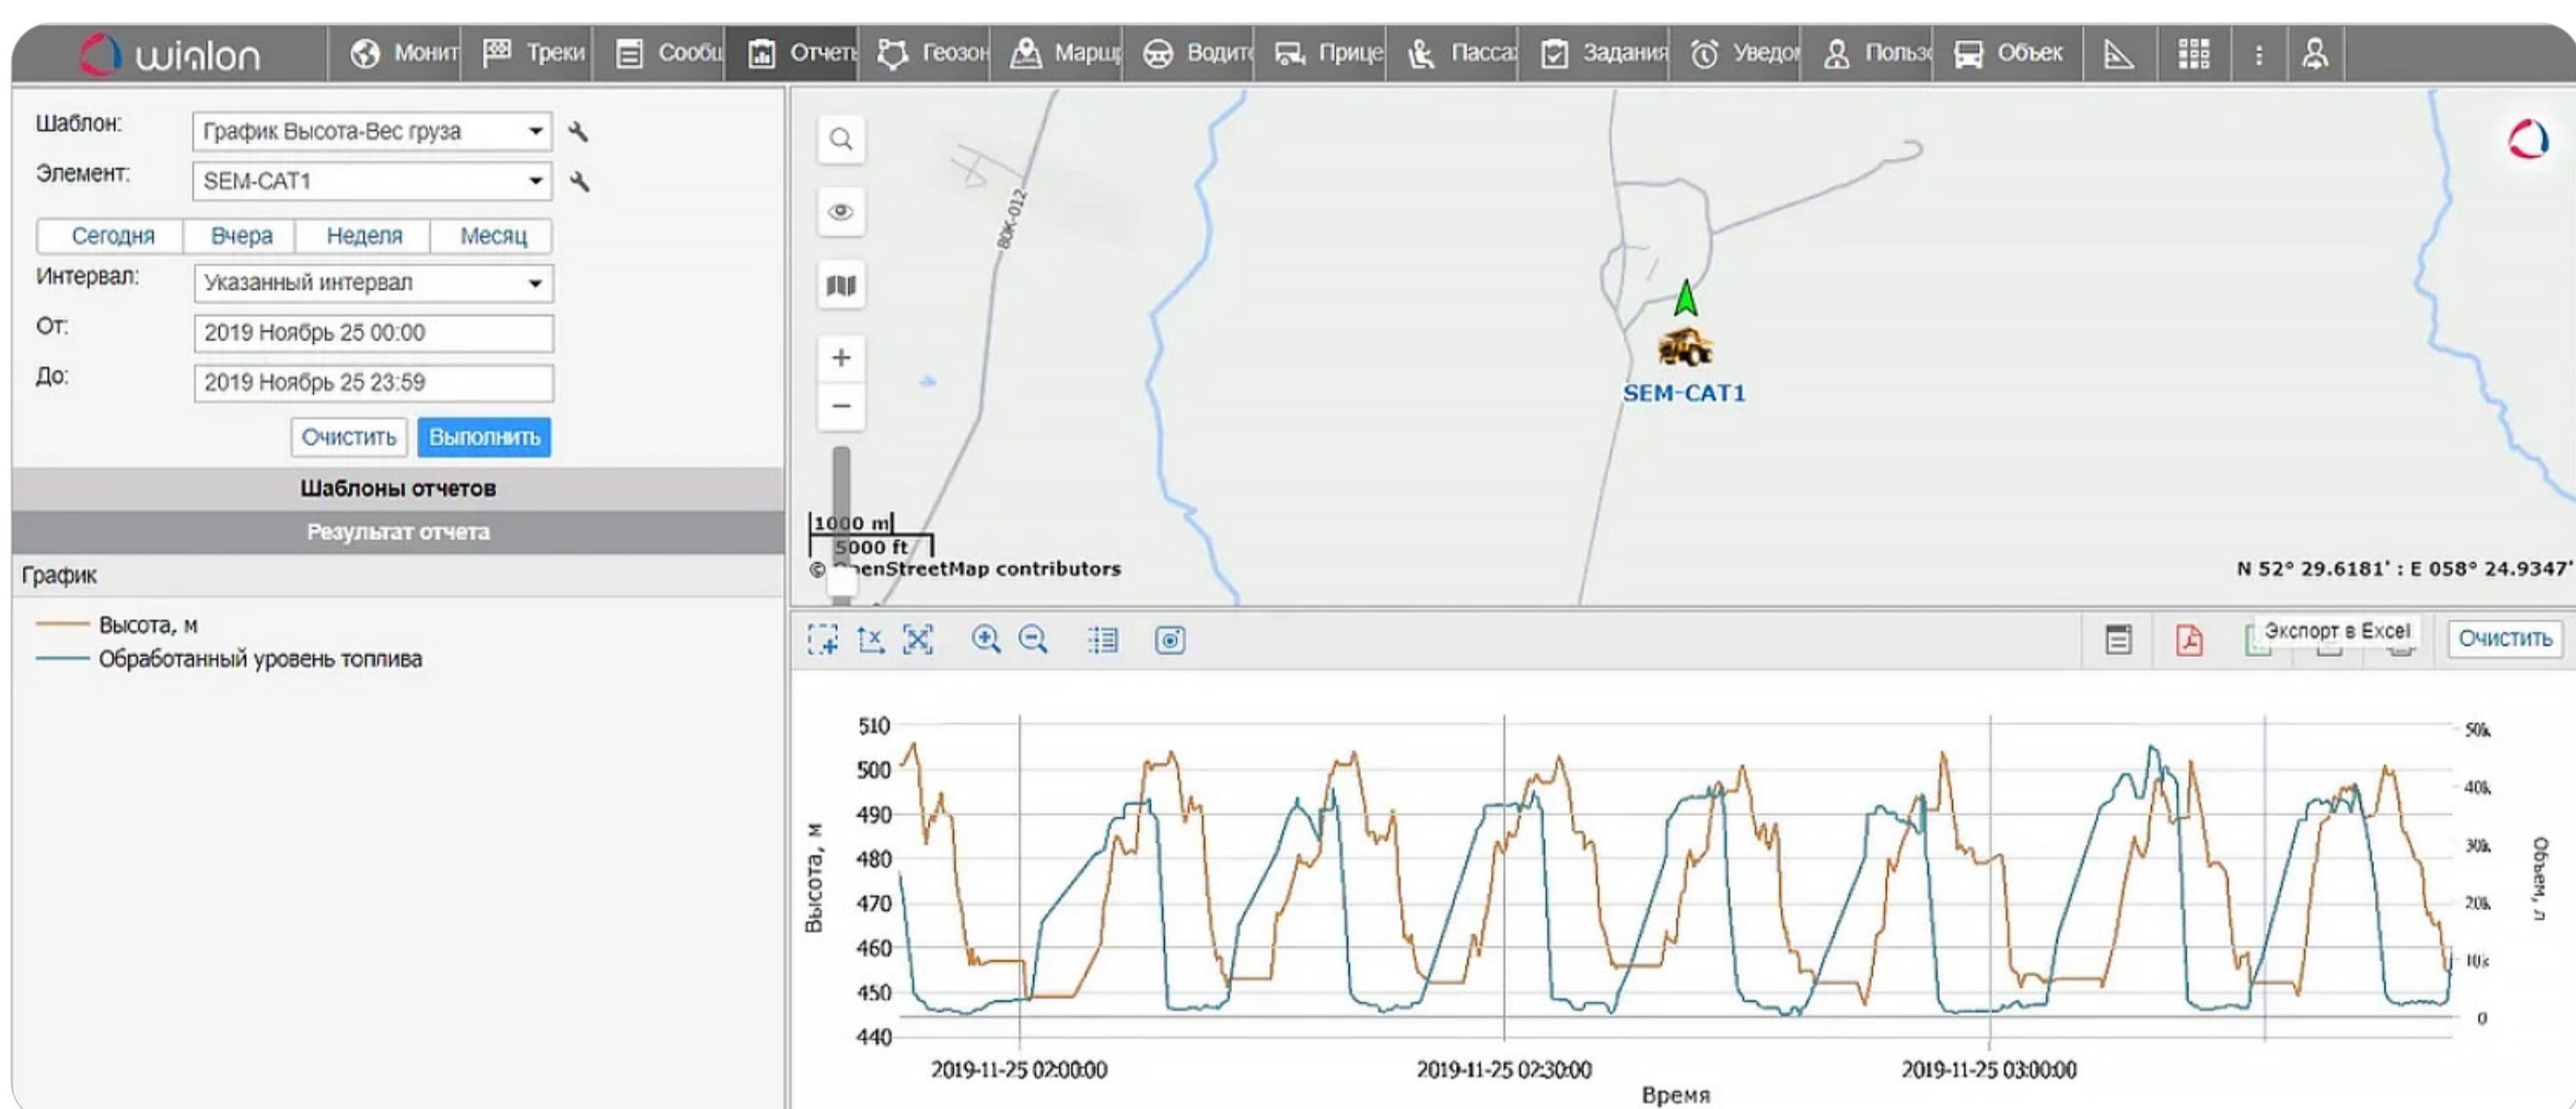 wialon
Монит
Треки
Сообщ
Отчеть
Геозон
Маршр
Водите
Прице
Пасса
Задания
Уведо
Польз
Объек
Шаблон:
График Высота-Вес груза
Элемент:
SEM-CAT1
Сегодня
Вчера
Неделя
Месяц
Интервал:
Указанный интервал
От:
2019 Ноябрь 25 00:00
До:
2019 Ноябрь 25 23:59
Очистить
Выполнить
Шаблоны отчетов
Результат отчета
График
Высота, м
Обработанный уровень топлива
80К-012
SEM-CAT1
1000 m
5000 ft
© OpenStreetMap contributors
N 52° 29.6181' : E 058° 24.9347'
Экспорт в Excel
Очистить
510
500
490
480
470
460
450
440
Высота, м
50k
40k
30k
20k
10k
0
Объем, л
2019-11-25 02:00:00
2019-11-25 02:30:00
2019-11-25 03:00:00
Время